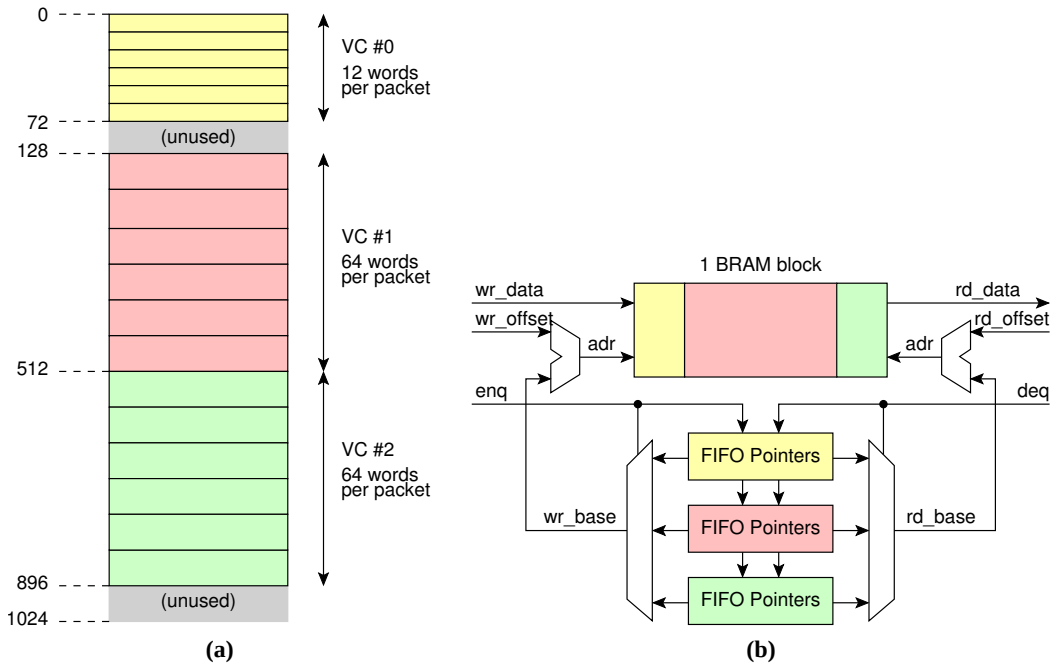 0
VC #0
12 words
per packet
72
(unused)
128
VC #1
64 words
per packet
512
VC #2
64 words
per packet
896
(unused)
1024
(a)
1 BRAM block
wr_data
rd_data
wr_offset
rd_offset
adr
adr
enq
deq
FIFO Pointers
wr_base
FIFO Pointers
rd_base
FIFO Pointers
(b)